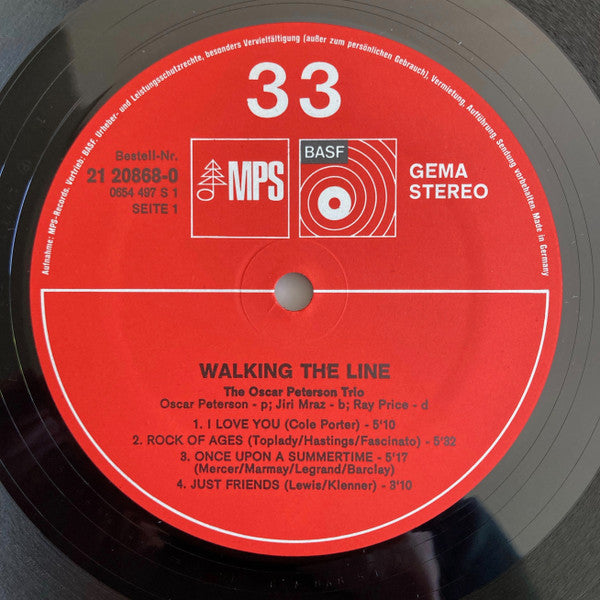 Aufnahme: MPS-Records. Vertrieb: BASF. Urheber- und Leistungsschutzrechte, besonders Vervielfältigung (außer zum persönlichen Gebrauch), Vermietung, Aufführung, Sendung vorbehalten. Made in Germany
33
Bestell-Nr.
21 20868-0
0654 497 S 1
SEITE 1
MPS
BASF
GEMA
STEREO
WALKING THE LINE
The Oscar Peterson Trio
Oscar Peterson - p; Jiri Mraz - b; Ray Price - d
1. I LOVE YOU (Cole Porter) - 5'10
2. ROCK OF AGES (Toplady/Hastings/Fascinato) - 5'32
3. ONCE UPON A SUMMERTIME - 5'17
(Mercer/Marmay/Legrand/Barclay)
4. JUST FRIENDS (Lewis/Klenner) - 3'10